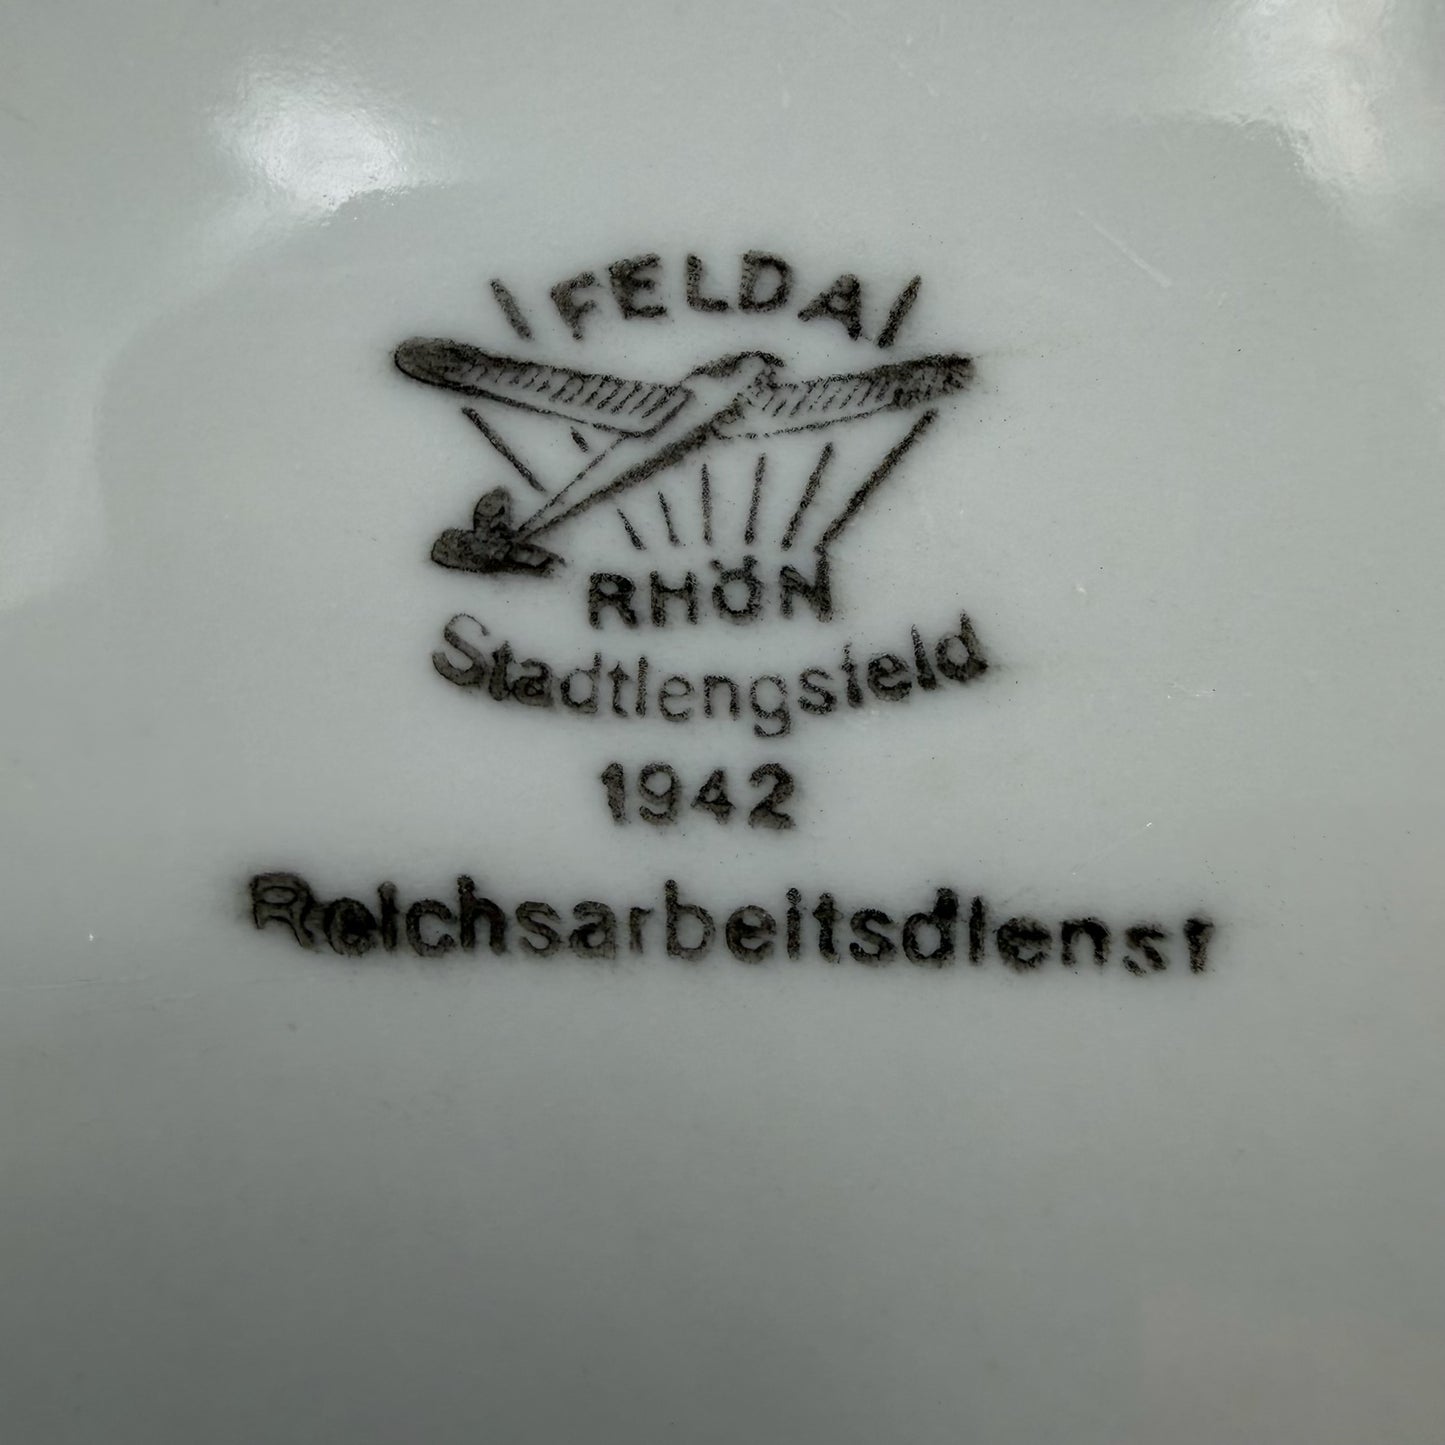 FELDA
RHÖN
Stadtlengsfeld
1942
Reichsarbeitsdienst